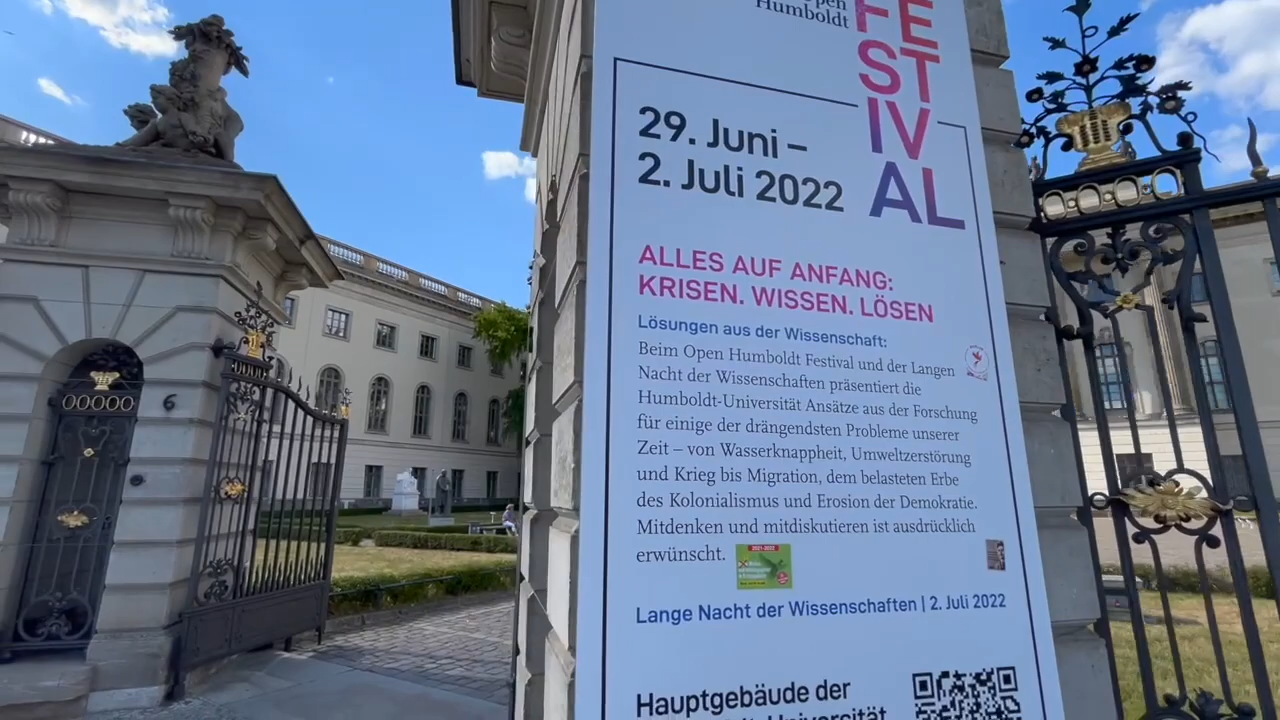 Open
Humboldt
FE
ST
IV
AL
29. Juni –
2. Juli 2022
ALLES AUF ANFANG:
KRISEN. WISSEN. LÖSEN
Lösungen aus der Wissenschaft:
Beim Open Humboldt Festival und der Langen
Nacht der Wissenschaften präsentiert die
Humboldt-Universität Ansätze aus der Forschung
für einige der drängendsten Probleme unserer
Zeit – von Wasserknappheit, Umweltzerstörung
und Krieg bis Migration, dem belasteten Erbe
des Kolonialismus und Erosion der Demokratie.
Mitdenken und mitdiskutieren ist ausdrücklich
erwünscht.
2021-2022
Lange Nacht der Wissenschaften | 2. Juli 2022
Hauptgebäude der
6